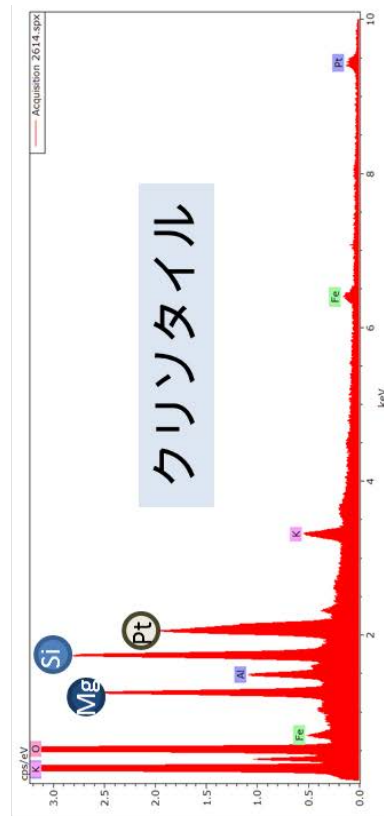 Acquisition 2614.spx
cps/eV
クリソタイル
K
O
Fe
Mg
Al
Si
Pt
K
Fe
Pt
3.0
2.5
2.0
1.5
1.0
0.5
0.0
2
4
6
8
10
keV